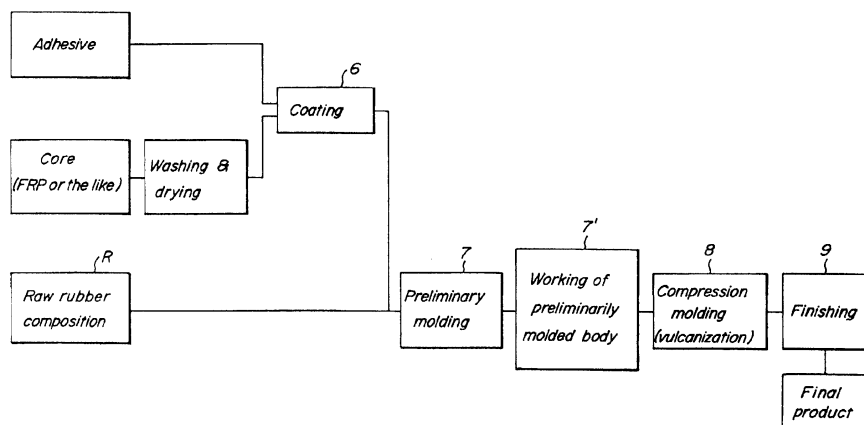 Adhesive
6
Coating
Core
(FRP or the like)
Washing &
drying
R
Raw rubber
composition
7
Preliminary
molding
7'
Working of
preliminarily
molded body
8
Compression
molding
(vulcanization)
9
Finishing
Final
product